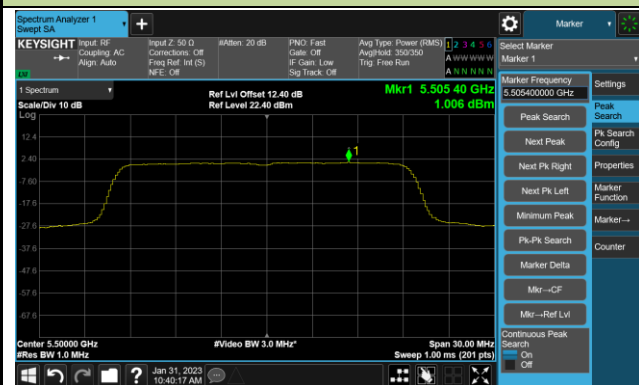 Spectrum Analyzer 1
Swept SA
+
Marker
KEYSIGHT
Input: RF
Coupling: AC
Align: Auto
Input Z: 50 Ω
Corrections: Off
Freq Ref: Int (S)
NFE: Off
#Atten: 20 dB
PNO: Fast
Gate: Off
IF Gain: Low
Sig Track: Off
Avg Type: Power (RMS)
Avg|Hold: 350/350
Trig: Free Run
1 2 3 4 5 6
A W W W W W
A N N N N N
Select Marker
Marker 1
1 Spectrum
Scale/Div 10 dB
Log
Ref Lvl Offset 12.40 dB
Ref Level 22.40 dBm
Mkr1 5.505 40 GHz
1.006 dBm
12.4
2.40
-7.60
-17.6
-27.6
-37.6
-47.6
-57.6
-67.6
1
Center 5.50000 GHz
#Res BW 1.0 MHz
#Video BW 3.0 MHz*
Span 30.00 MHz
Sweep 1.00 ms (201 pts)
Marker Frequency
5.505400000 GHz
Peak Search
Next Peak
Next Pk Right
Next Pk Left
Minimum Peak
Pk-Pk Search
Marker Delta
Mkr→CF
Mkr→Ref Lvl
Continuous Peak
Search
On
Off
Settings
Peak
Search
Pk Search
Config
Properties
Marker
Function
Marker→
Counter
?
Jan 31, 2023
10:40:17 AM